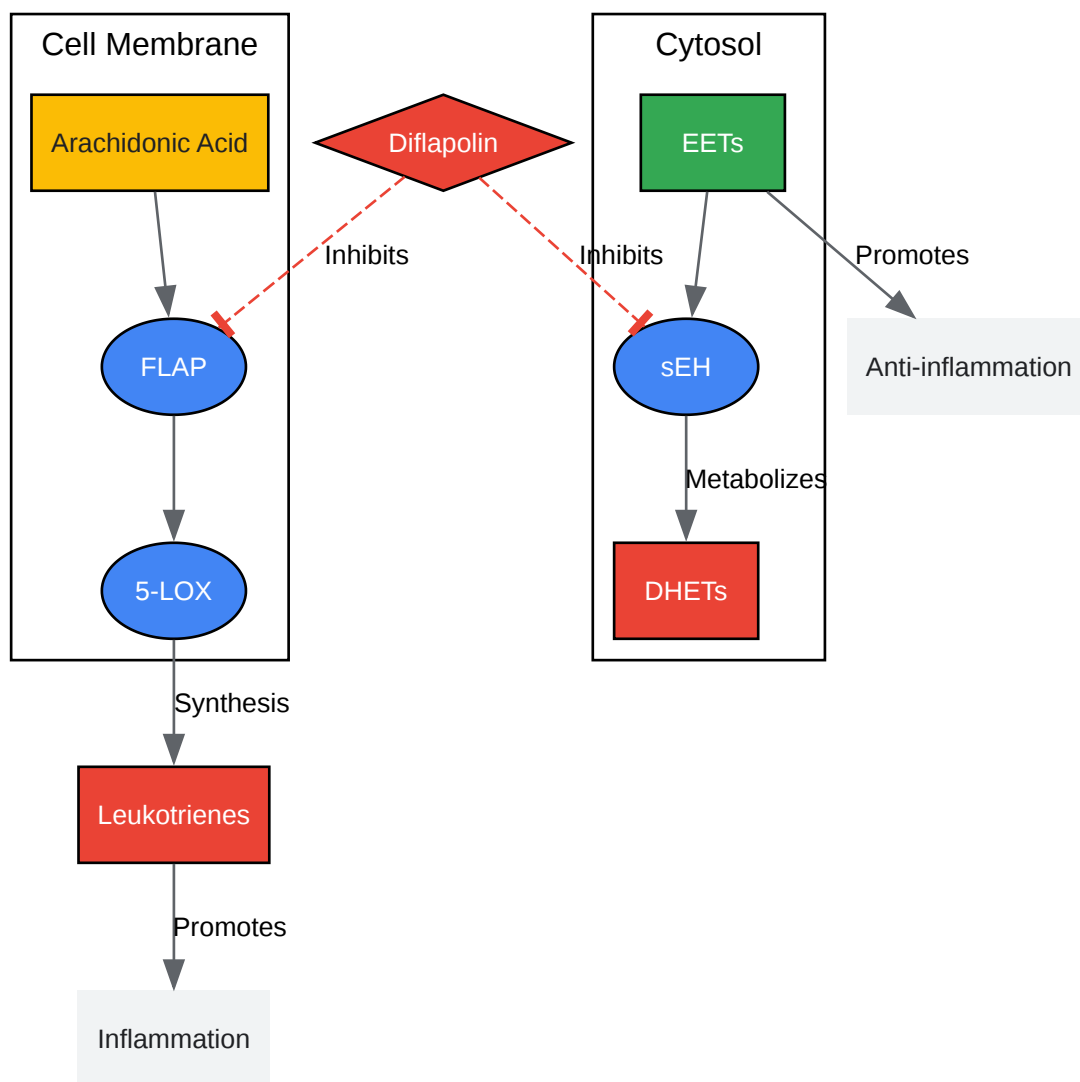 Cell Membrane
Cytosol
Arachidonic Acid
Diflapolin
EETs
Inhibits
Inhibits
Promotes
FLAP
sEH
Anti-inflammation
Metabolizes
5-LOX
DHETs
Synthesis
Leukotrienes
Promotes
Inflammation